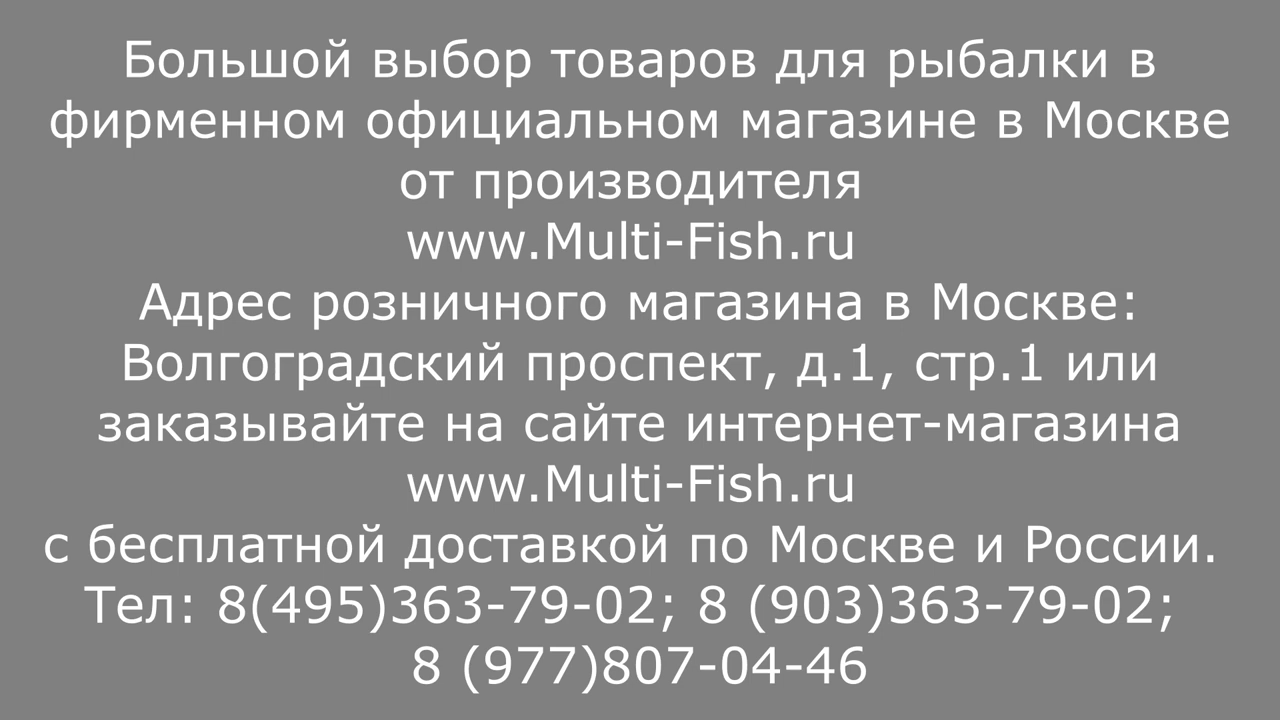 Большой выбор товаров для рыбалки в
фирменном официальном магазине в Москве
от производителя
www.Multi-Fish.ru
Адрес розничного магазина в Москве:
Волгоградский проспект, д.1, стр.1 или
заказывайте на сайте интернет-магазина
www.Multi-Fish.ru
с бесплатной доставкой по Москве и России.
Тел: 8(495)363-79-02; 8 (903)363-79-02;
8 (977)807-04-46